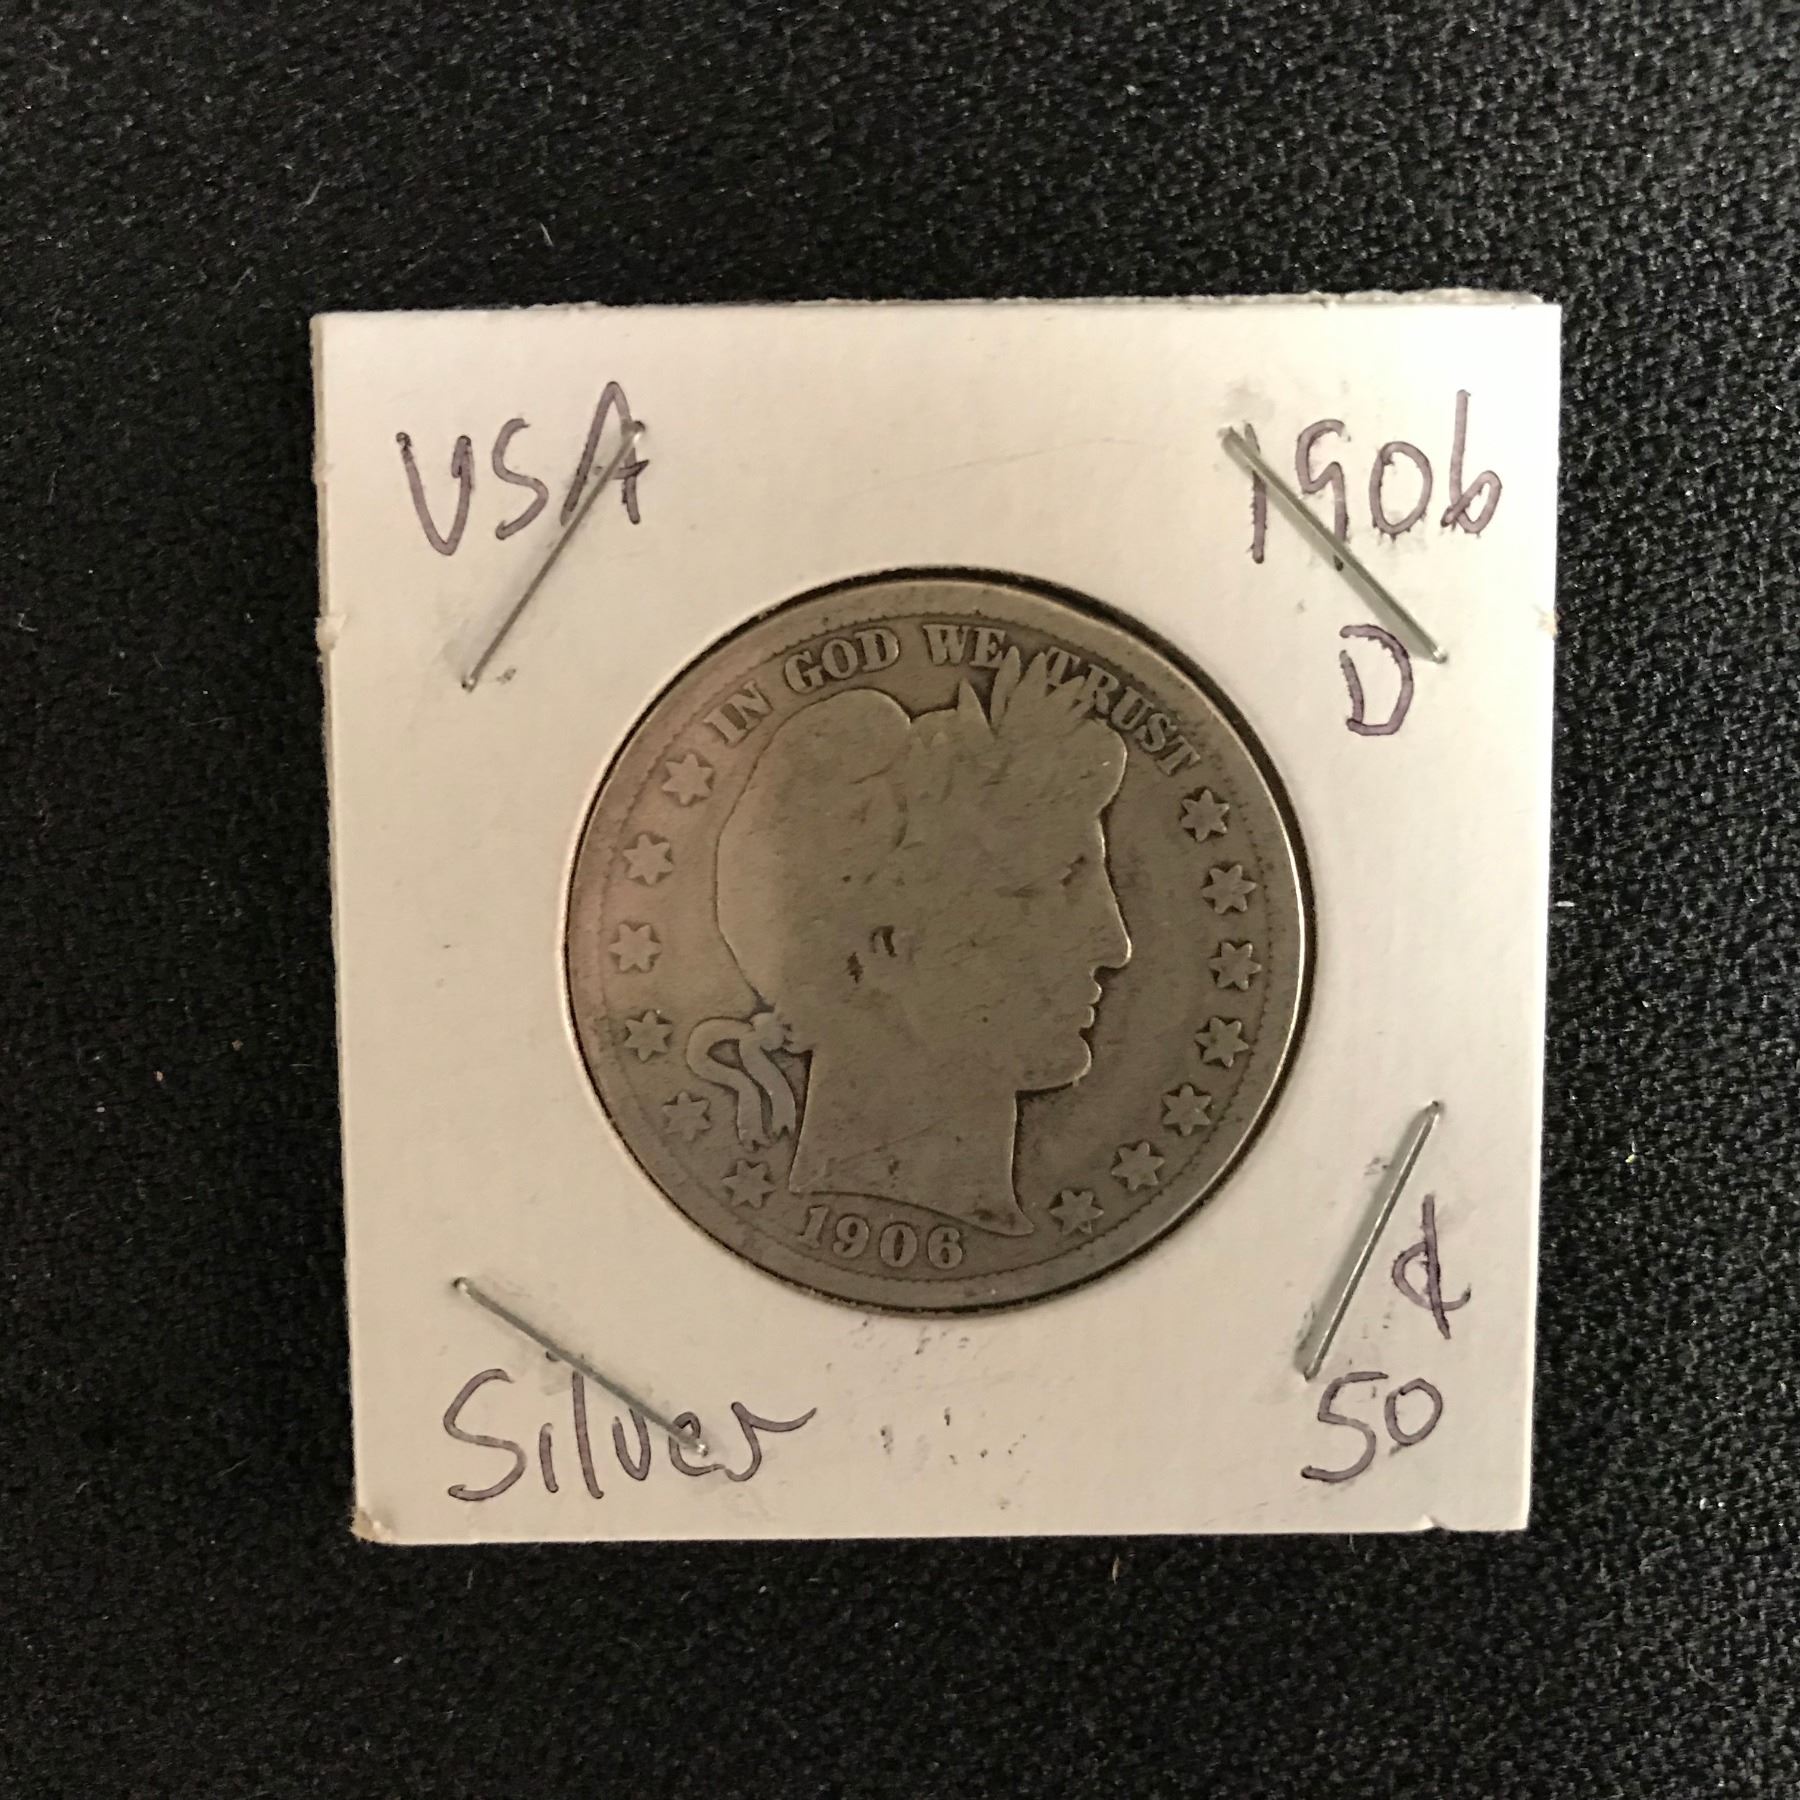 USA
1906
D
IN GOD WE TRUST
1906
Silver
¢
50